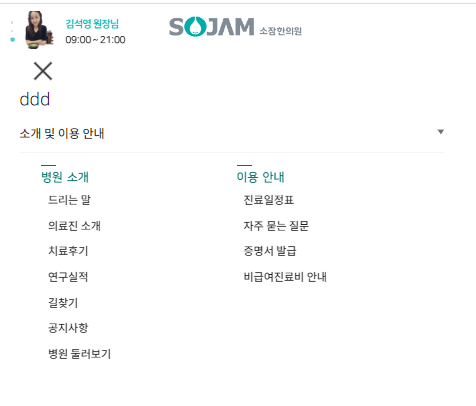 김석영 원장님
09:00 ~ 21:00
SOJAM 소잠한의원
ddd
소개 및 이용 안내
병원 소개
드리는 말
의료진 소개
치료후기
연구실적
길찾기
공지사항
병원 둘러보기
이용 안내
진료일정표
자주 묻는 질문
증명서 발급
비급여진료비 안내